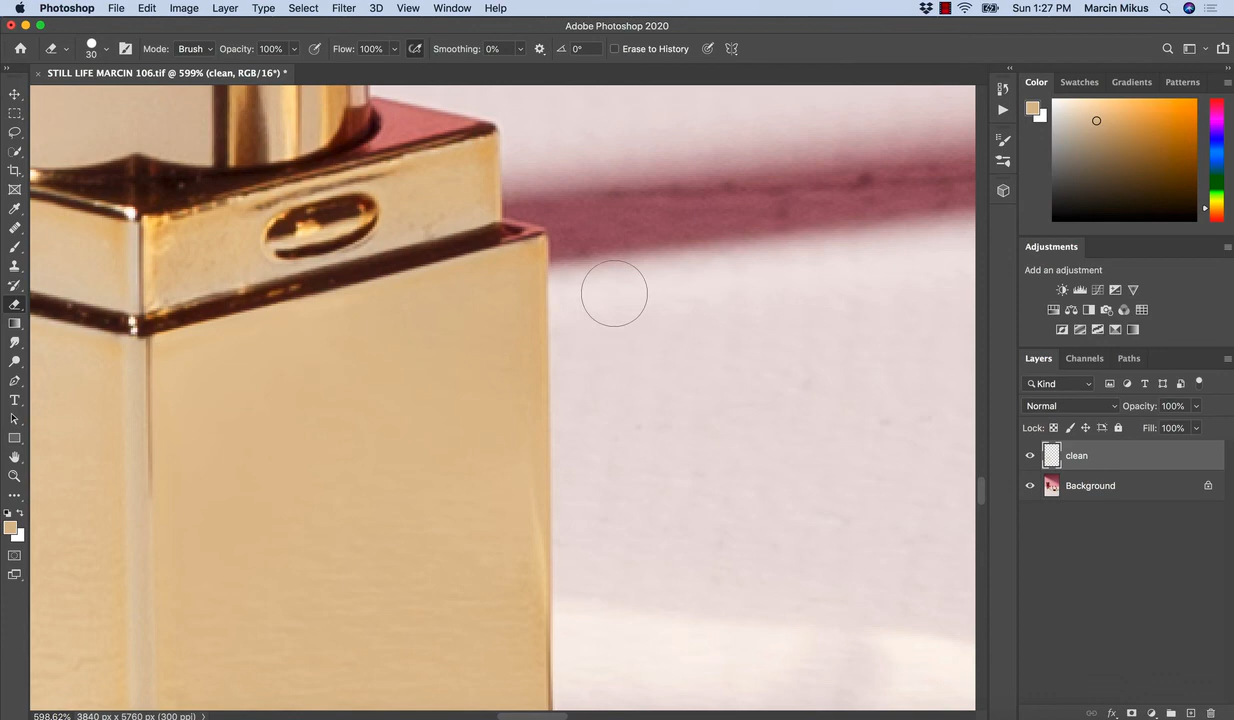 Photoshop File Edit Image Layer Type Select Filter 3D View Window Help Sun 1:27 PM Marcin Mikus
Adobe Photoshop 2020
30 Mode: Brush Opacity: 100% Flow: 100% Smoothing: 0% 0° Erase to History
STILL LIFE MARCIN 106.tif @ 599% (clean, RGB/16*) *
Color Swatches Gradients Patterns
Adjustments
Add an adjustment
Layers Channels Paths
Kind
Normal Opacity: 100%
Lock: Fill: 100%
clean
Background
598.62% 3840 px x 5760 px (300 ppi)